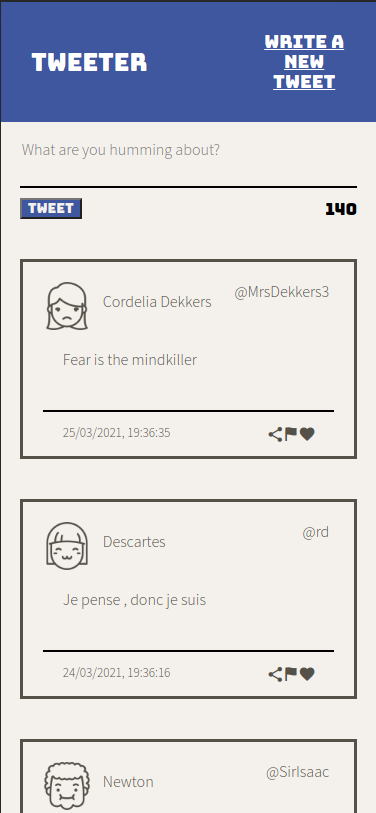 TWEETER
WRITE A
NEW
TWEET
What are you humming about?
TWEET
140
Cordelia Dekkers
@MrsDekkers3
Fear is the mindkiller
25/03/2021, 19:36:35
Descartes
@rd
Je pense , donc je suis
24/03/2021, 19:36:16
Newton
@SirIsaac